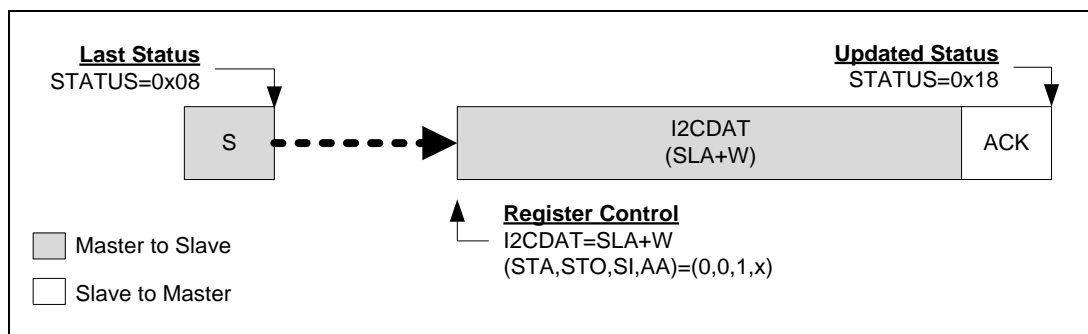 Last Status
STATUS=0x08
Updated Status
STATUS=0x18
S
I2CDAT
(SLA+W)
ACK
Register Control
I2CDAT=SLA+W
(STA,STO,SI,AA)=(0,0,1,x)
Master to Slave
Slave to Master